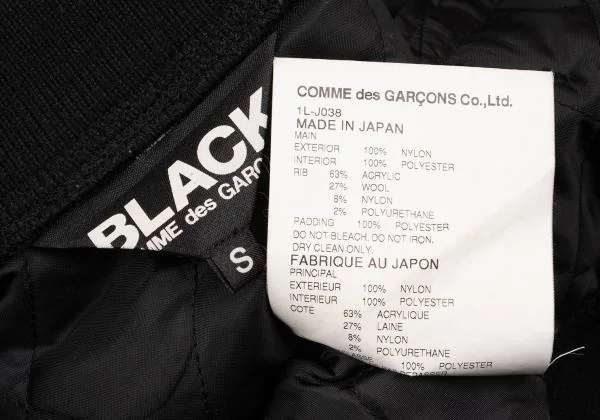 BLACK
COMME des GARÇ
S
COMME des GARÇONS Co.,Ltd.
1L-J038
MADE IN JAPAN
MAIN
EXTERIOR 100% NYLON
INTERIOR 100% POLYESTER
RIB 63% ACRYLIC
27% WOOL
8% NYLON
2% POLYURETHANE
PADDING 100% POLYESTER
DO NOT BLEACH. DO NOT IRON.
DRY CLEAN ONLY.
FABRIQUE AU JAPON
PRINCIPAL
EXTERIEUR 100% NYLON
INTERIEUR 100% POLYESTER
COTE 63% ACRYLIQUE
27% LAINE
8% NYLON
2% POLYURETHANE
100% POLYESTER